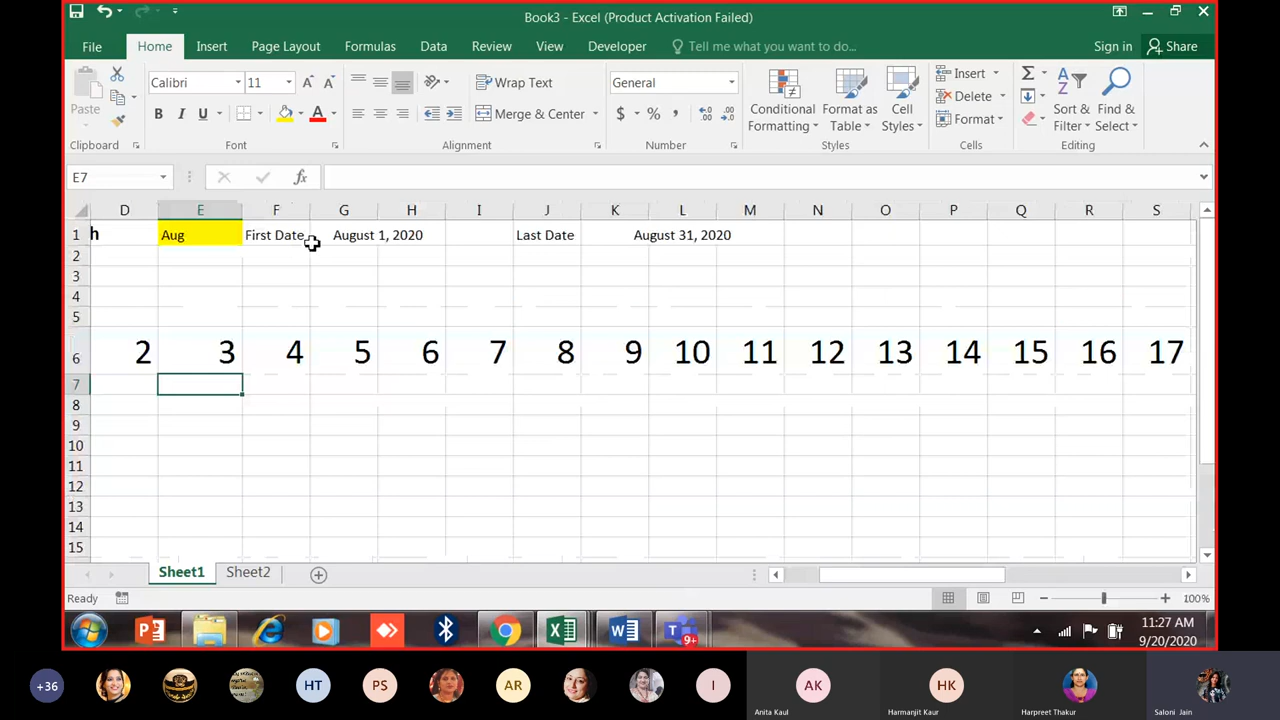 Book3 - Excel (Product Activation Failed)
File Home Insert Page Layout Formulas Data Review View Developer Tell me what you want to do... Sign in Share
Paste Calibri 11 Wrap Text General Conditional Formatting Format as Table Cell Styles Insert Sort & Filter Find & Select
B I U Merge & Center $ % , Delete
Format
Clipboard Font Alignment Number Styles Cells Editing
E7 fx
D E F G H I J K L M N O P Q R S
1 h Aug First Date August 1, 2020 Last Date August 31, 2020
2
3
4
5
6 2 3 4 5 6 7 8 9 10 11 12 13 14 15 16 17
7
8
9
10
11
12
13
14
15
Sheet1 Sheet2
Ready 100%
9+ 11:27 AM
9/20/2020
+36 HT PS AR I AK HK
Anita Kaul Harmanjit Kaur Harpreet Thakur Saloni Jain